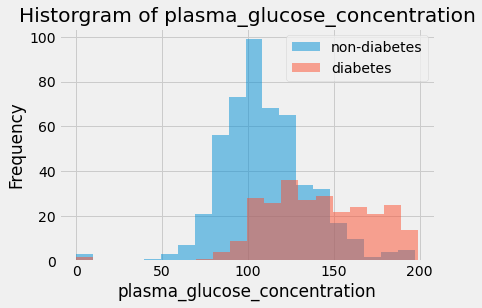 Historgram of plasma_glucose_concentration
non-diabetes
diabetes
Frequency
100
80
60
40
20
0
0 50 100 150 200
plasma_glucose_concentration